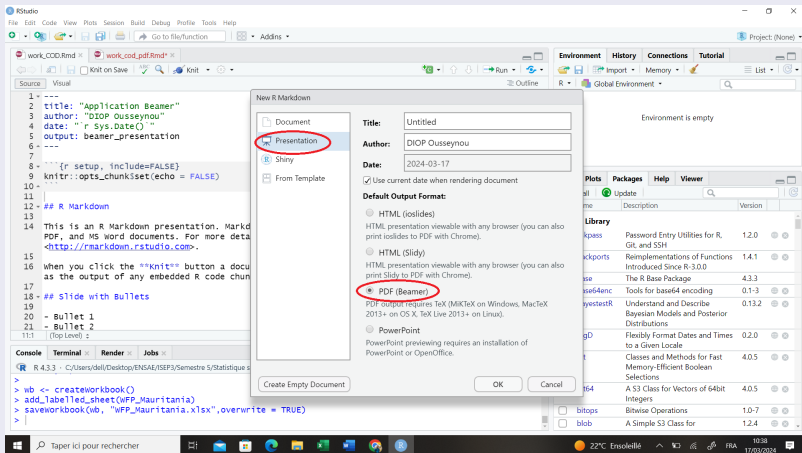 RStudio
File Edit Code View Plots Session Build Debug Profile Tools Help
Go to file/function Addins Project: (None)
work_COD.Rmd work_cod_pdf.Rmd*
Knit on Save Knit Run
Source Visual Outline
1 ---
2 title: "Application Beamer"
3 author: "DIOP Ousseynou"
4 date: "`r Sys.Date()`"
5 output: beamer_presentation
6 ---
7
8 ```{r setup, include=FALSE}
9 knitr::opts_chunk$set(echo = FALSE)
10 ```
11
12 ## R Markdown
13
14 This is an R Markdown presentation. Markd
PDF, and MS Word documents. For more deta
<http://rmarkdown.rstudio.com>.
15
16 When you click the **Knit** button a docu
as the output of any embedded R code chun
17
18 ## Slide with Bullets
19
20 - Bullet 1
21 - Bullet 2
11:1 (Top Level)
Console Terminal Render Jobs
R 4.3.3 · C:/Users/dell/Desktop/ENSAE/ISEP3/Semestre 5/Statistique s
>
> wb <- createWorkbook()
> add_labelled_sheet(WFP_Mauritania)
> saveWorkbook(wb, "WFP_Mauritania.xlsx",overwrite = TRUE)
>
New R Markdown
Document
Presentation
Shiny
From Template
Title: Untitled
Author: DIOP Ousseynou
Date: 2024-03-17
Use current date when rendering document
Default Output Format:
HTML (ioslides)
HTML presentation viewable with any browser (you can also
print ioslides to PDF with Chrome).
HTML (Slidy)
HTML presentation viewable with any browser (you can also
print Slidy to PDF with Chrome).
PDF (Beamer)
PDF output requires TeX (MiKTeX on Windows, MacTeX
2013+ on OS X, TeX Live 2013+ on Linux).
PowerPoint
PowerPoint previewing requires an installation of
PowerPoint or OpenOffice.
Create Empty Document OK Cancel
Environment History Connections Tutorial
Import Memory List
R Global Environment
Environment is empty
Plots Packages Help Viewer
all Update
me Description Version
Library
kpass Password Entry Utilities for R, 1.2.0
Git, and SSH
ckports Reimplementations of Functions 1.4.1
Introduced Since R-3.0.0
ase The R Base Package 4.3.3
se64enc Tools for base64 encoding 0.1-3
yestestR Understand and Describe 0.13.2
Bayesian Models and Posterior
Distributions
gD Flexibly Format Dates and Times 0.2.0
to a Given Locale
t Classes and Methods for Fast 4.0.5
Memory-Efficient Boolean
Selections
t64 A S3 Class for Vectors of 64bit 4.0.5
Integers
bitops Bitwise Operations 1.0-7
blob A Simple S3 Class for 1.2.4
Taper ici pour rechercher
22°C Ensoleillé FRA 10:38
17/03/2024